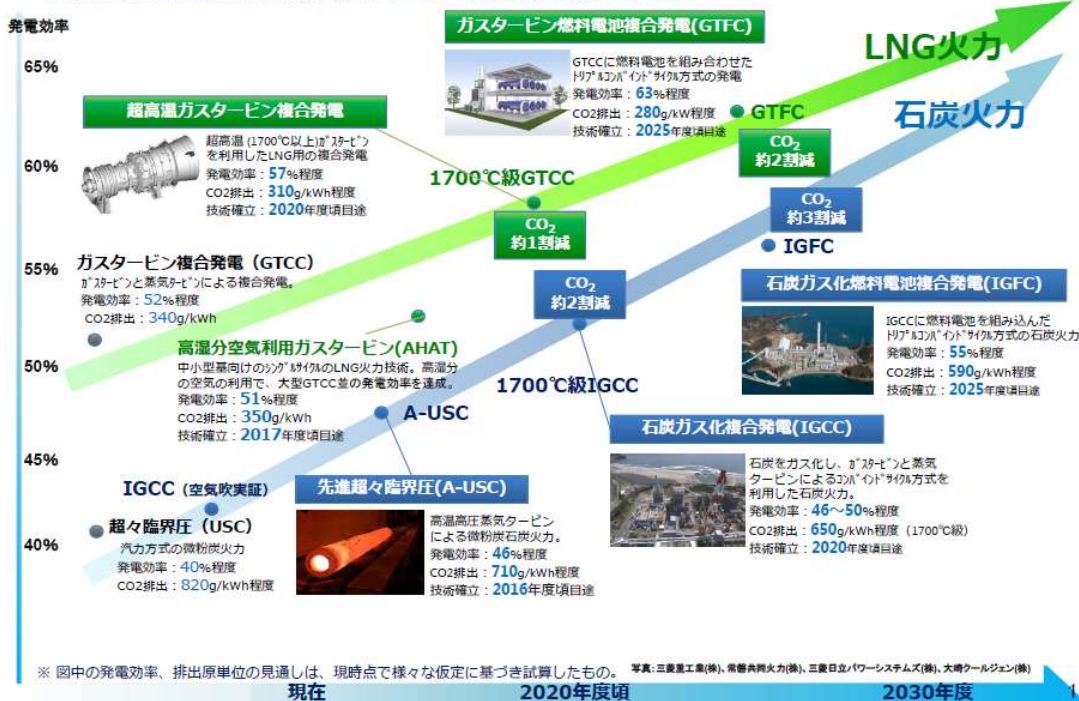 発電効率
65%
60%
55%
50%
45%
40%
ガスタービン燃料電池複合発電(GTFC)
GTCCに燃料電池を組み合わせた
ﾄﾘﾌﾟﾙｺﾝﾊﾞｲﾝﾄﾞｻｲｸﾙ方式の発電
発電効率：63%程度
CO2排出：280g/kW程度
技術確立：2025年度頃目途
LNG火力
石炭火力
GTFC
CO2
約2割減
超高温ガスタービン複合発電
超高温 (1700℃以上)ｶﾞｽﾀｰﾋﾞﾝ
を利用したLNG用の複合発電
発電効率：57%程度
CO2排出：310g/kWh程度
技術確立：2020年度頃目途
1700℃級GTCC
CO2
約1割減
CO2
約3割減
IGFC
ガスタービン複合発電（GTCC）
ｶﾞｽﾀｰﾋﾞﾝと蒸気ﾀｰﾋﾞﾝによる複合発電。
発電効率：52%程度
CO2排出：340g/kWh
CO2
約2割減
石炭ガス化燃料電池複合発電(IGFC)
IGCCに燃料電池を組み込んだ
ﾄﾘﾌﾟﾙｺﾝﾊﾞｲﾝﾄﾞｻｲｸﾙ方式の石炭火力
発電効率：55%程度
CO2排出：590g/kWh程度
技術確立：2025年度頃目途
高湿分空気利用ガスタービン(AHAT)
中小型基向けのｼﾝｸﾞﾙｻｲｸﾙのLNG火力技術。高湿分
の空気の利用で、大型GTCC並の発電効率を達成。
発電効率：51%程度
CO2排出：350g/kWh
技術確立：2017年度頃目途
A-USC
1700℃級IGCC
石炭ガス化複合発電(IGCC)
石炭をガス化し、ｶﾞｽﾀｰﾋﾞﾝと蒸気
タービンによるｺﾝﾊﾞｲﾝﾄﾞｻｲｸﾙ方式を
利用した石炭火力。
発電効率：46～50%程度
CO2排出：650g/kWh程度（1700℃級）
技術確立：2020年度頃目途
IGCC（空気吹実証）
超々臨界圧（USC）
汽力方式の微粉炭火力
発電効率：40%程度
CO2排出：820g/kWh程度
先進超々臨界圧(A-USC)
高温高圧蒸気タービン
による微粉炭石炭火力。
発電効率：46%程度
CO2排出：710g/kWh程度
技術確立：2016年度頃目途
※ 図中の発電効率、排出原単位の見通しは、現時点で様々な仮定に基づき試算したもの。
写真：三菱重工業(株)、常磐共同火力(株)、三菱日立パワーシステムズ(株)、大崎クールジェン(株)
現在
2020年度頃
2030年度
1